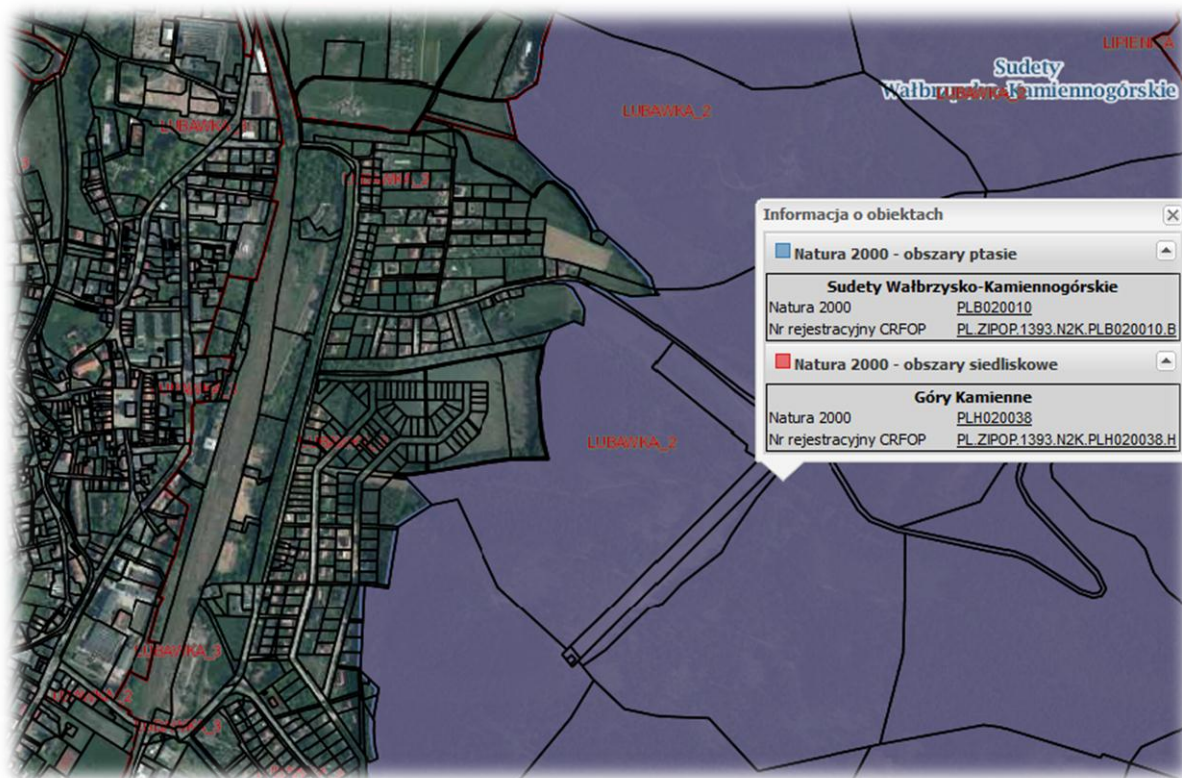 LUBAWKA_2
Sudety
Wałbrzysko-Kamiennogórskie
LUBAWKA_3
Informacja o obiektach
Natura 2000 - obszary ptasie
Sudety Wałbrzysko-Kamiennogórskie
Natura 2000 PLB020010
Nr rejestracyjny CRFOP PL.ZIPOP.1393.N2K.PLB020010.B
Natura 2000 - obszary siedliskowe
Góry Kamienne
Natura 2000 PLH020038
Nr rejestracyjny CRFOP PL.ZIPOP.1393.N2K.PLH020038.H
LUBAWKA_2
LUBAWKA_3